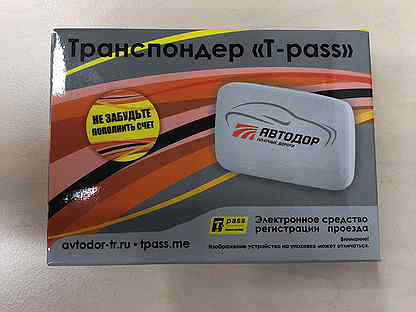 Транспондер «T-pass»
НЕ ЗАБУДЬТЕ
ПОПОЛНИТЬ СЧЕТ
АВТОДОР
ПЛАТНЫЕ ДОРОГИ
T pass
Электронное средство
регистрации проезда
Внимание!
Изображение устройства на упаковке может отличаться.
avtodor-tr.ru • tpass.me